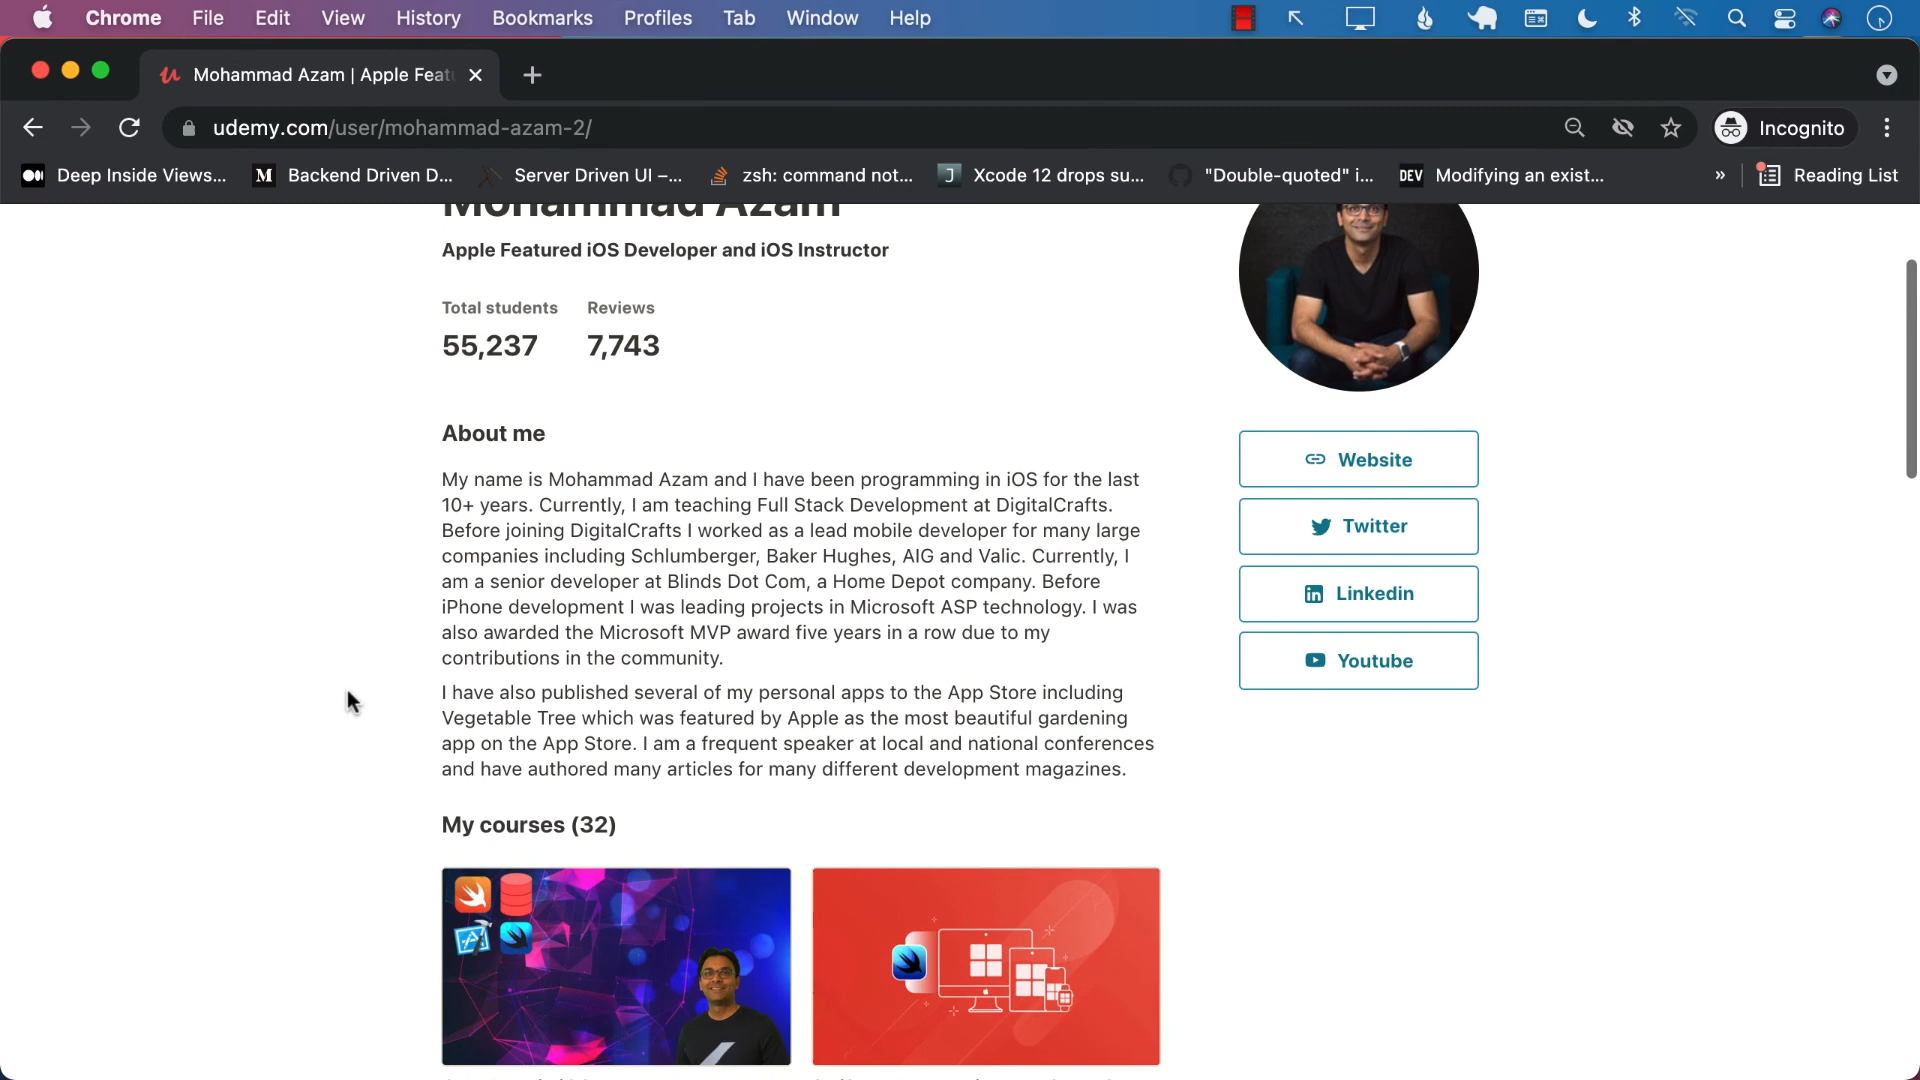 Chrome File Edit View History Bookmarks Profiles Tab Window Help
Mohammad Azam | Apple Feat
udemy.com/user/mohammad-azam-2/
Incognito
Deep Inside Views... Backend Driven D... Server Driven UI –... zsh: command not... Xcode 12 drops su... "Double-quoted" i... DEV Modifying an exist... » Reading List
Mohammad Azam
Apple Featured iOS Developer and iOS Instructor
Total students Reviews
55,237 7,743
About me
My name is Mohammad Azam and I have been programming in iOS for the last
10+ years. Currently, I am teaching Full Stack Development at DigitalCrafts.
Before joining DigitalCrafts I worked as a lead mobile developer for many large
companies including Schlumberger, Baker Hughes, AIG and Valic. Currently, I
am a senior developer at Blinds Dot Com, a Home Depot company. Before
iPhone development I was leading projects in Microsoft ASP technology. I was
also awarded the Microsoft MVP award five years in a row due to my
contributions in the community.
I have also published several of my personal apps to the App Store including
Vegetable Tree which was featured by Apple as the most beautiful gardening
app on the App Store. I am a frequent speaker at local and national conferences
and have authored many articles for many different development magazines.
Website
Twitter
Linkedin
Youtube
My courses (32)